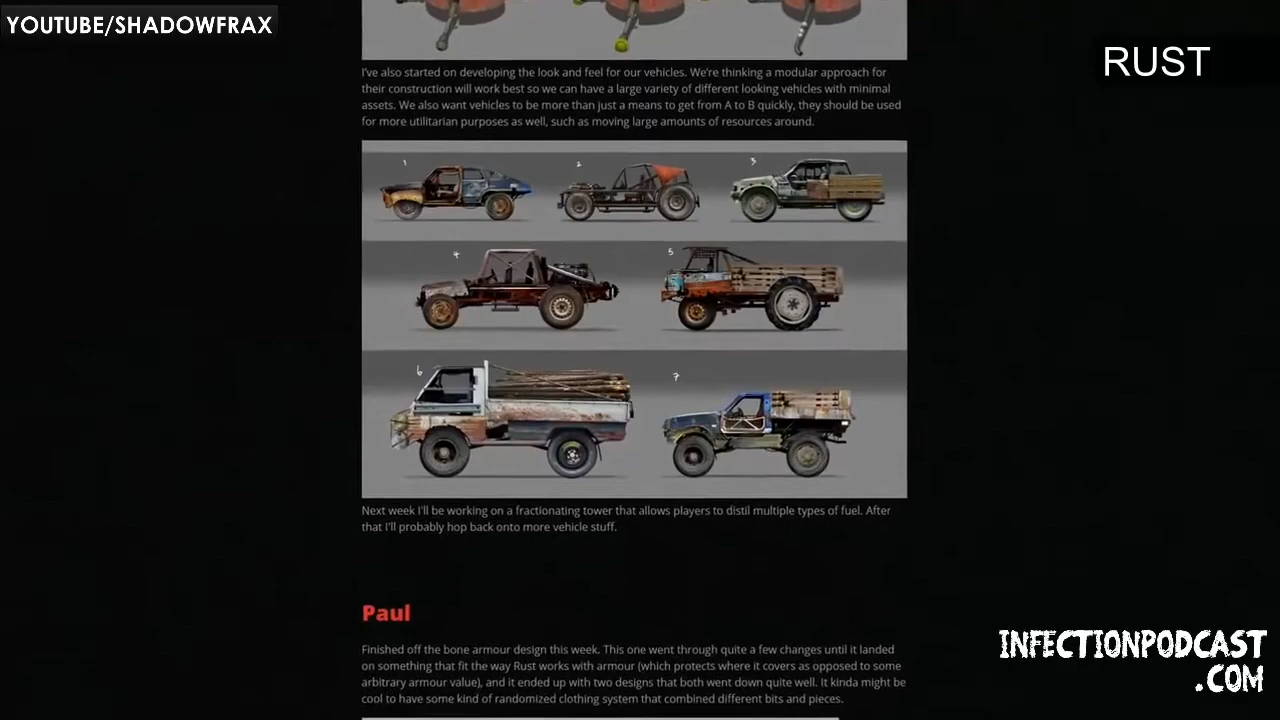 YOUTUBE/SHADOWFRAX
RUST
I've also started on developing the look and feel for our vehicles. We're thinking a modular approach for
their construction will work best so we can have a large variety of different looking vehicles with minimal
assets. We also want vehicles to be more than just a means to get from A to B quickly, they should be used
for more utilitarian purposes as well, such as moving large amounts of resources around.
1
2
3
4
5
6
7
Next week I'll be working on a fractionating tower that allows players to distil multiple types of fuel. After
that I'll probably hop back onto more vehicle stuff.
Paul
Finished off the bone armour design this week. This one went through quite a few changes until it landed
on something that fit the way Rust works with armour (which protects where it covers as opposed to some
arbitrary armour value), and it ended up with two designs that both went down quite well. It kinda might be
cool to have some kind of randomized clothing system that combined different bits and pieces.
INFECTIONPODCAST
.COM